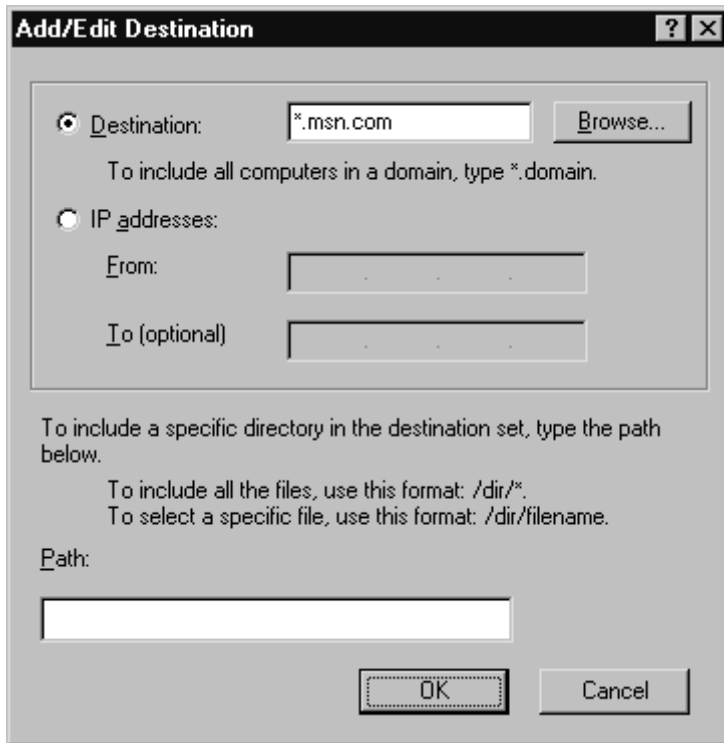 Add/Edit Destination
Destination: *.msn.com Browse...
To include all computers in a domain, type *.domain.
IP addresses:
From: . . .
To (optional) . . .
To include a specific directory in the destination set, type the path
below.
To include all the files, use this format: /dir/*.
To select a specific file, use this format: /dir/filename.
Path:
OK Cancel